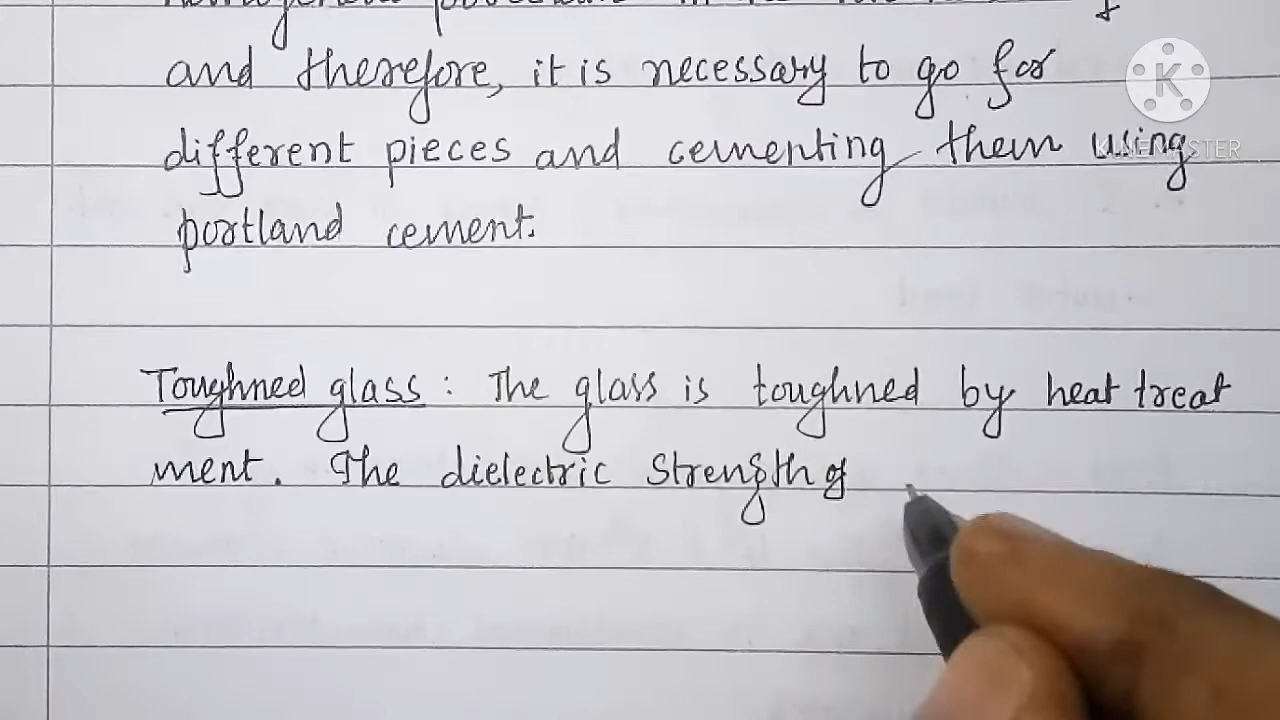 and therefore, it is necessary to go for
different pieces and cementing them using
portland cement.
Toughned glass : The glass is toughned by heat treat
ment. The dielectric Strength of
K
KINEMASTER